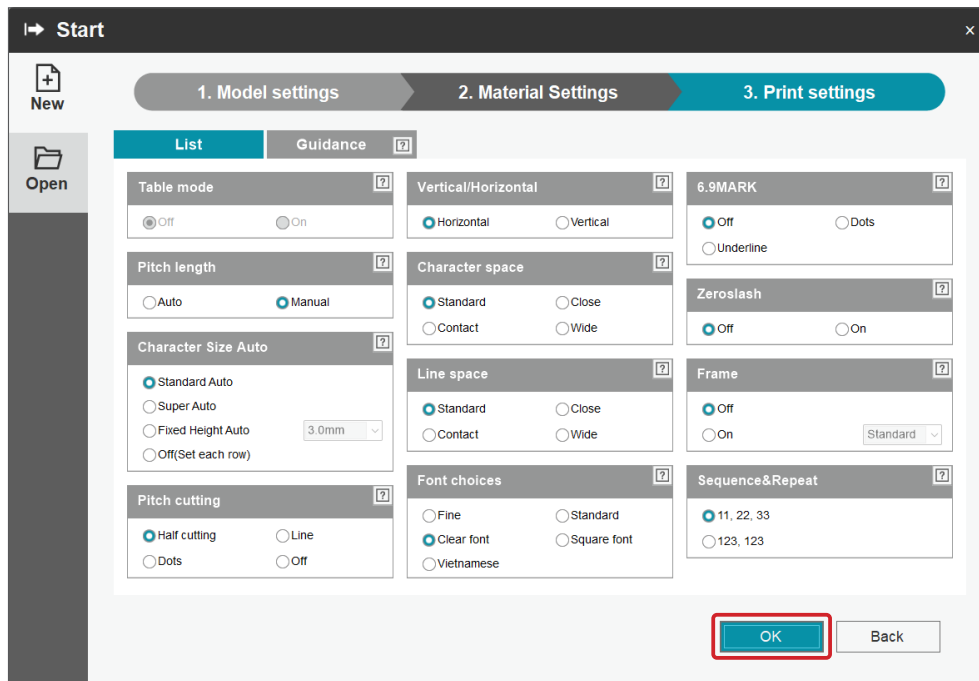 Start
×
New
Open
1. Model settings
2. Material Settings
3. Print settings
List
Guidance ?
Table mode ?
Off On
Pitch length ?
Auto Manual
Character Size Auto ?
Standard Auto
Super Auto
Fixed Height Auto 3.0mm
Off(Set each row)
Pitch cutting ?
Half cutting Line
Dots Off
Vertical/Horizontal ?
Horizontal Vertical
Character space ?
Standard Close
Contact Wide
Line space ?
Standard Close
Contact Wide
Font choices ?
Fine Standard
Clear font Square font
Vietnamese
6.9MARK ?
Off Dots
Underline
Zeroslash ?
Off On
Frame ?
Off
On Standard
Sequence&Repeat ?
11, 22, 33
123, 123
OK
Back